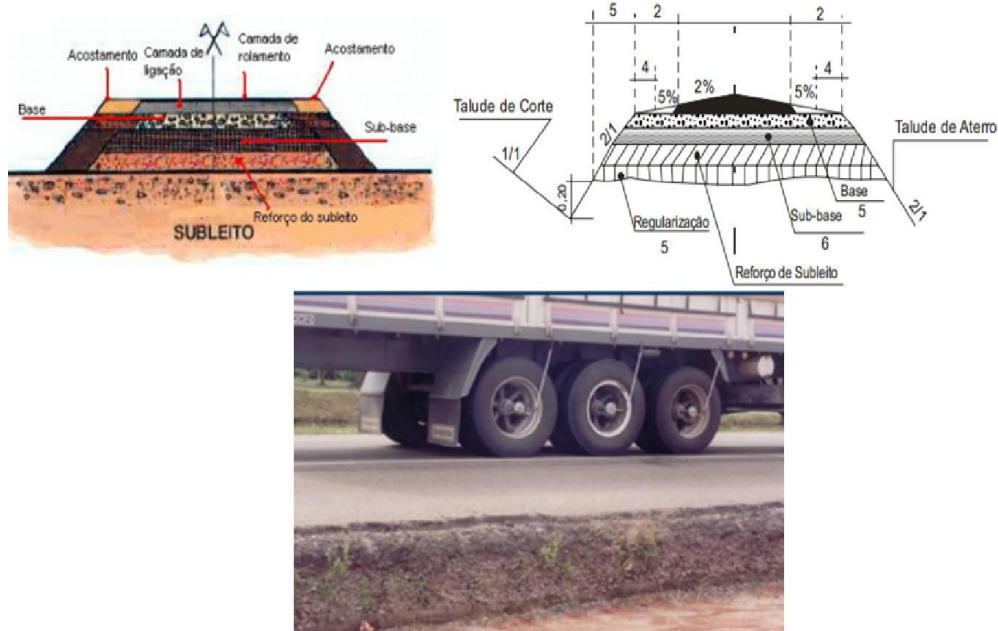 Acostamento
Camada de
ligação
Camada de
rolamento
Acostamento
Base
Sub-base
Reforço do subleito
SUBLEITO
5
2
2
4
4
5%
2%
5%
Talude de Corte
1/1
2/1
Talude de Aterro
0,20
Regularização
5
Base
5
Sub-base
6
2/1
Reforço de Subleito